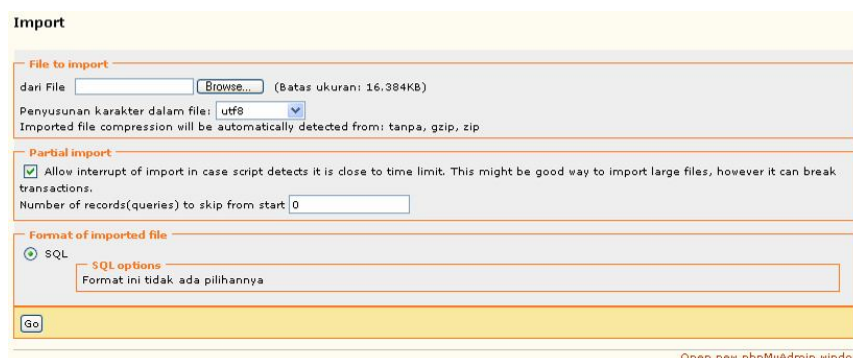 Import
File to import
dari File Browse... (Batas ukuran: 16.384KB)
Penyusunan karakter dalam file: utf8
Imported file compression will be automatically detected from: tanpa, gzip, zip
Partial import
Allow interrupt of import in case script detects it is close to time limit. This might be good way to import large files, however it can break
transactions.
Number of records(queries) to skip from start 0
Format of imported file
SQL
SQL options
Format ini tidak ada pilihannya
Go
Open new phpMyAdmin windo